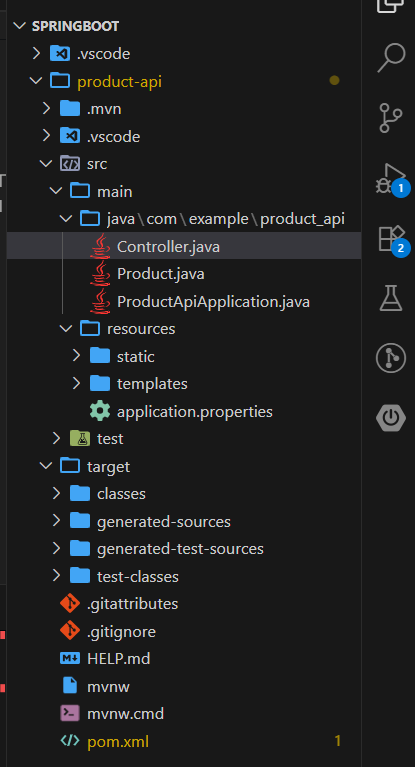 SPRINGBOOT
.vscode
product-api
.mvn
.vscode
src
main
java\com\example\product_api
Controller.java
Product.java
ProductApiApplication.java
resources
static
templates
application.properties
test
target
classes
generated-sources
generated-test-sources
test-classes
.gitattributes
.gitignore
HELP.md
mvnw
mvnw.cmd
pom.xml 1
1
2